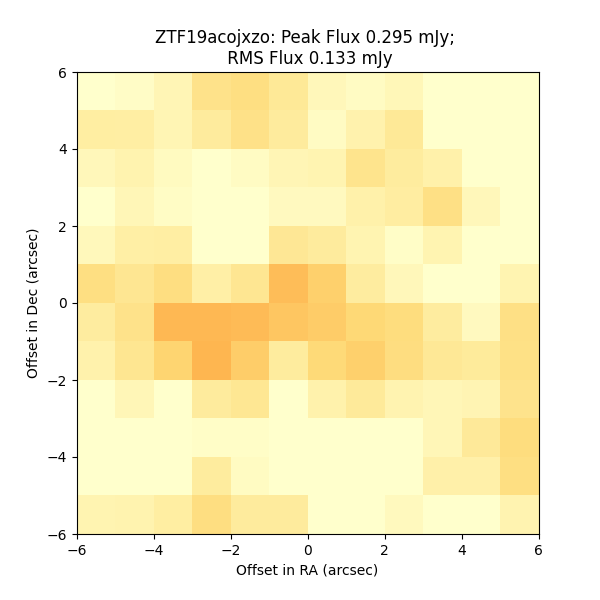 ZTF19acojxzo: Peak Flux 0.295 mJy;
RMS Flux 0.133 mJy
6
4
2
0
−2
−4
−6
Offset in Dec (arcsec)
−6 −4 −2 0 2 4 6
Offset in RA (arcsec)